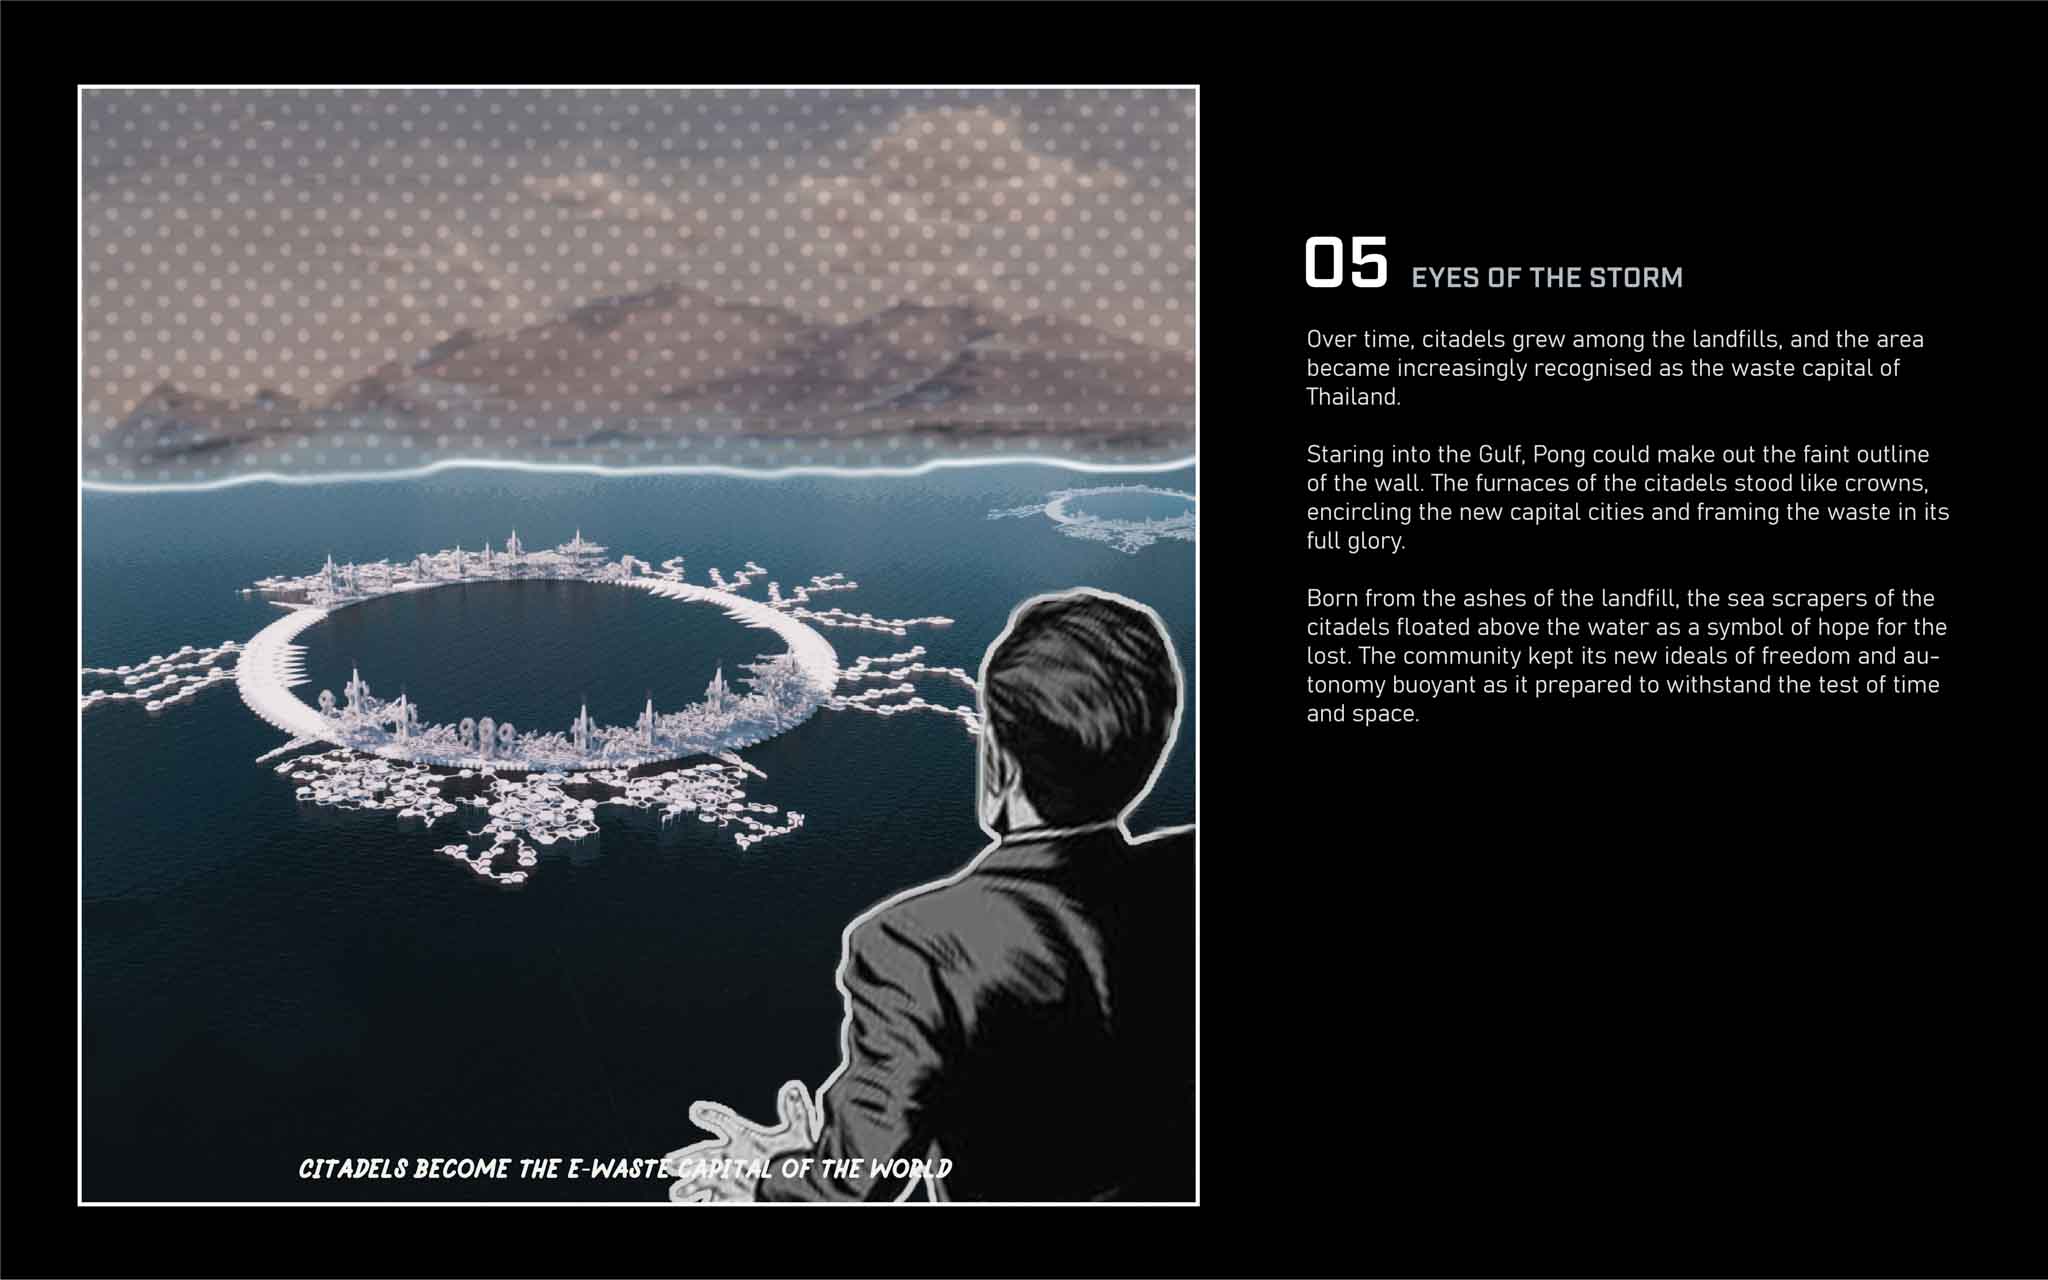 05 EYES OF THE STORM
Over time, citadels grew among the landfills, and the area
became increasingly recognised as the waste capital of
Thailand.
Staring into the Gulf, Pong could make out the faint outline
of the wall. The furnaces of the citadels stood like crowns,
encircling the new capital cities and framing the waste in its
full glory.
Born from the ashes of the landfill, the sea scrapers of the
citadels floated above the water as a symbol of hope for the
lost. The community kept its new ideals of freedom and au-
tonomy buoyant as it prepared to withstand the test of time
and space.
CITADELS BECOME THE E-WASTE CAPITAL OF THE WORLD